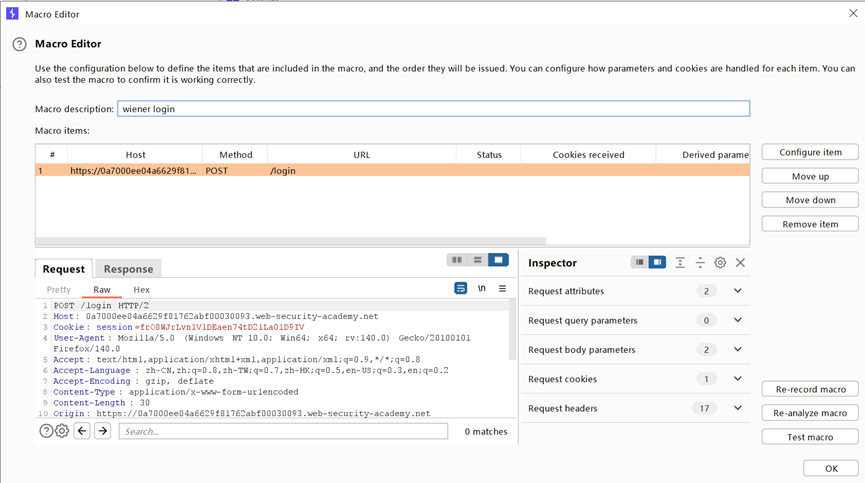 Macro Editor
Macro Editor
Use the configuration below to define the items that are included in the macro, and the order they will be issued. You can configure how parameters and cookies are handled for each item. You can
also test the macro to confirm it is working correctly.
Macro description: wiener login
Macro items:
# Host Method URL Status Cookies received Derived parame
1 https://0a7000ee04a6629f81... POST /login
Configure item
Move up
Move down
Remove item
Request Response
Pretty Raw Hex
\n
1 POST /login HTTP/2
2 Host: 0a7000ee04a6629f81762abf00030093.web-security-academy.net
3 Cookie: session=fro8WJrLvn1V1DEaen74tD21La01D9IV
4 User-Agent: Mozilla/5.0 (Windows NT 10.0; Win64; x64; rv:140.0) Gecko/20100101
Firefox/140.0
5 Accept: text/html,application/xhtml+xml,application/xml;q=0.9,*/*;q=0.8
6 Accept-Language: zh-CN,zh;q=0.8,zh-TW;q=0.7,zh-HK;q=0.5,en-US;q=0.3,en;q=0.2
7 Accept-Encoding: gzip, deflate
8 Content-Type: application/x-www-form-urlencoded
9 Content-Length: 30
10 Origin: https://0a7000ee04a6629f81762abf00030093.web-security-academy.net
Search... 0 matches
Inspector
Request attributes 2
Request query parameters 0
Request body parameters 2
Request cookies 1
Request headers 17
Re-record macro
Re-analyze macro
Test macro
OK